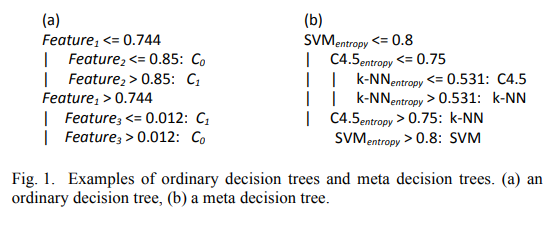 (a)
Feature₁ <= 0.744
| Feature₂ <= 0.85: C₀
| Feature₂ > 0.85: C₁
Feature₁ > 0.744
| Feature₃ <= 0.012: C₁
| Feature₃ > 0.012: C₀
(b)
SVMentropy <= 0.8
| C4.5entropy <= 0.75
| | k-NNentropy <= 0.531: C4.5
| | k-NNentropy > 0.531: k-NN
| C4.5entropy > 0.75: k-NN
SVMentropy > 0.8: SVM
Fig. 1. Examples of ordinary decision trees and meta decision trees. (a) an
ordinary decision tree, (b) a meta decision tree.